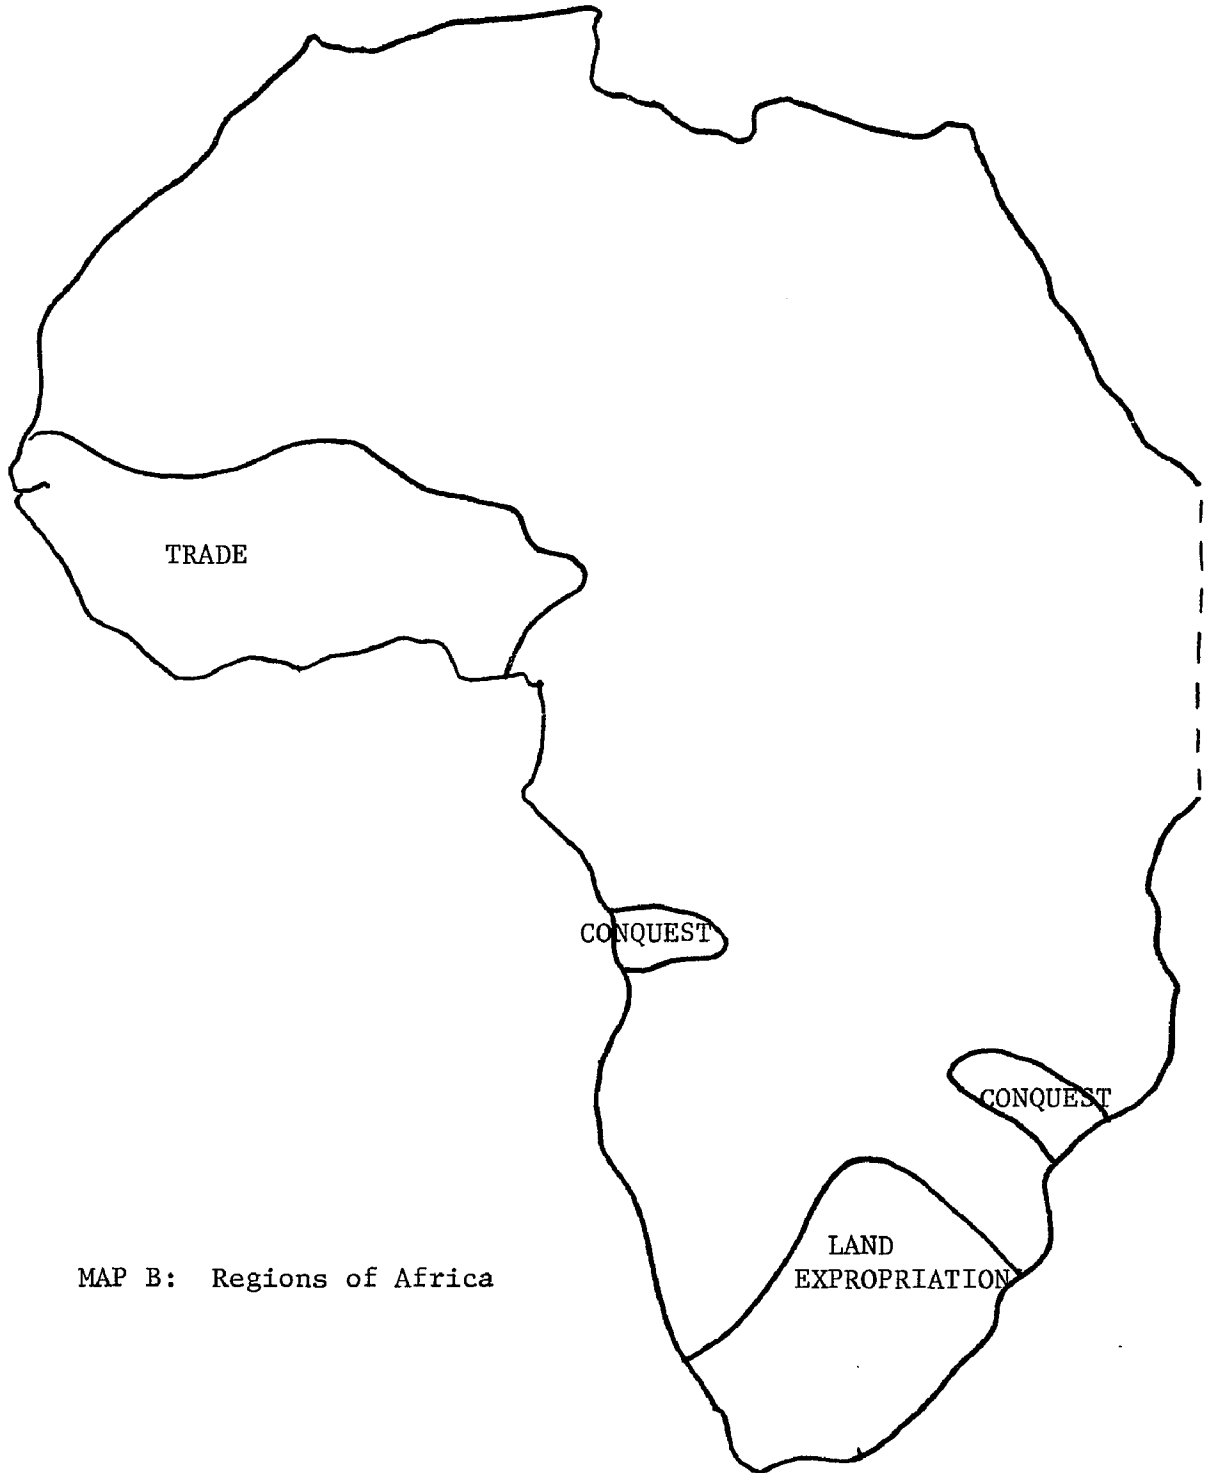 TRADE
CONQUEST
CONQUEST
LAND
EXPROPRIATION
MAP B: Regions of Africa